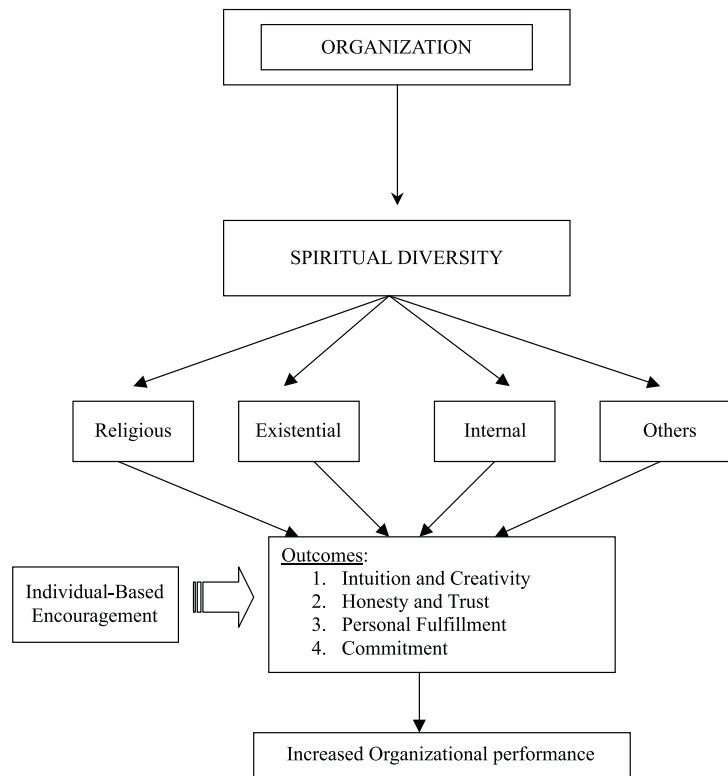 ORGANIZATION
SPIRITUAL DIVERSITY
Religious
Existential
Internal
Others
Outcomes:
1. Intuition and Creativity
2. Honesty and Trust
3. Personal Fulfillment
4. Commitment
Individual-Based
Encouragement
Increased Organizational performance